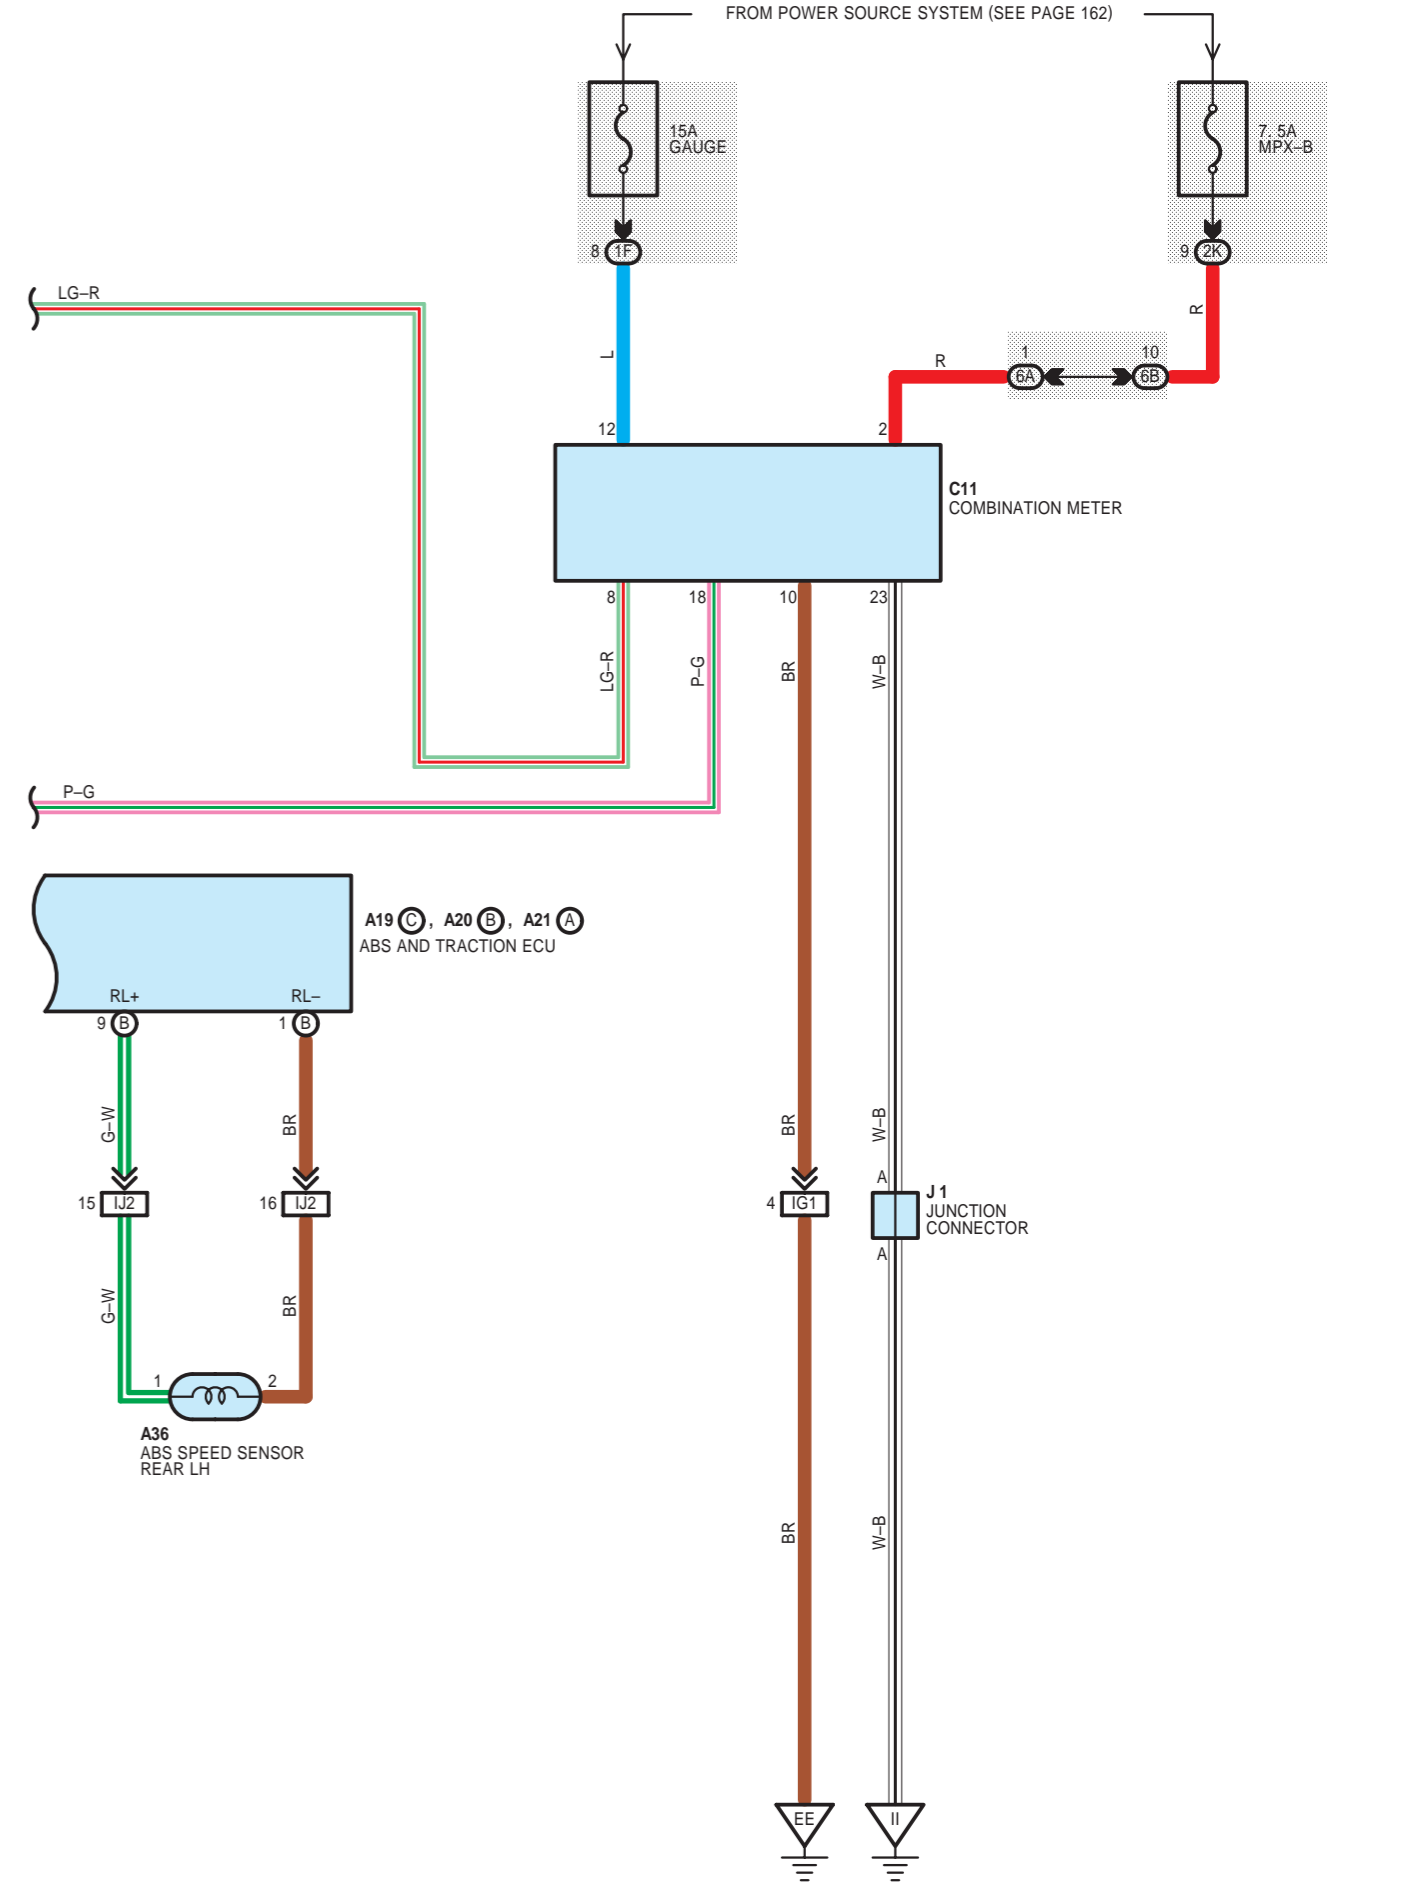 FROM POWER SOURCE SYSTEM (SEE PAGE 162)
15A
GAUGE
7. 5A
MPX–B
8 1F
9 2K
LG–R
R
L
R
1
10
6A
6B
12
2
C11
COMBINATION METER
8
18
10
23
LG–R
P–G
BR
W–B
P–G
A19 C , A20 B , A21 A
ABS AND TRACTION ECU
RL+
RL–
9 B
1 B
G–W
BR
BR
W–B
A
15 IJ2
16 IJ2
4 IG1
J 1
JUNCTION
CONNECTOR
A
G–W
BR
1
2
A36
ABS SPEED SENSOR
REAR LH
BR
W–B
EE
II